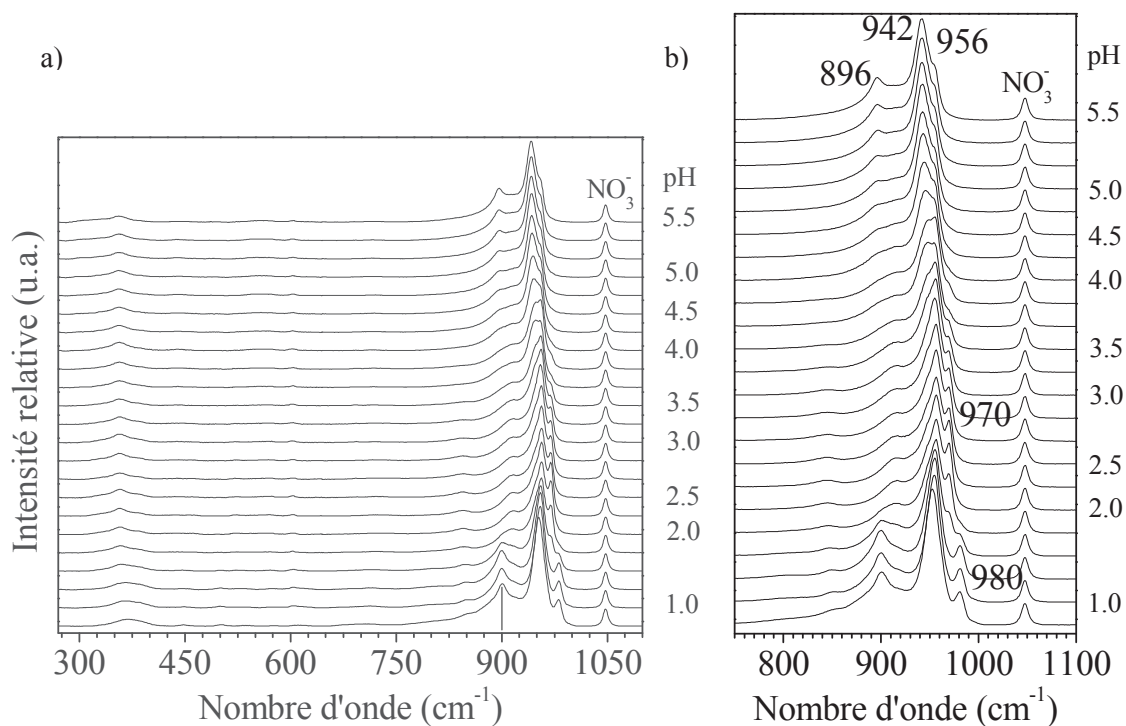 a)
Intensité relative (u.a.)
NO3-
pH
5.5
5.0
4.5
4.0
3.5
3.0
2.5
2.0
1.0
300 450 600 750 900 1050
Nombre d'onde (cm-1)
b)
942
956
896
NO3-
pH
5.5
5.0
4.5
4.0
3.5
3.0
970
2.5
2.0
980
1.0
800 900 1000 1100
Nombre d'onde (cm-1)